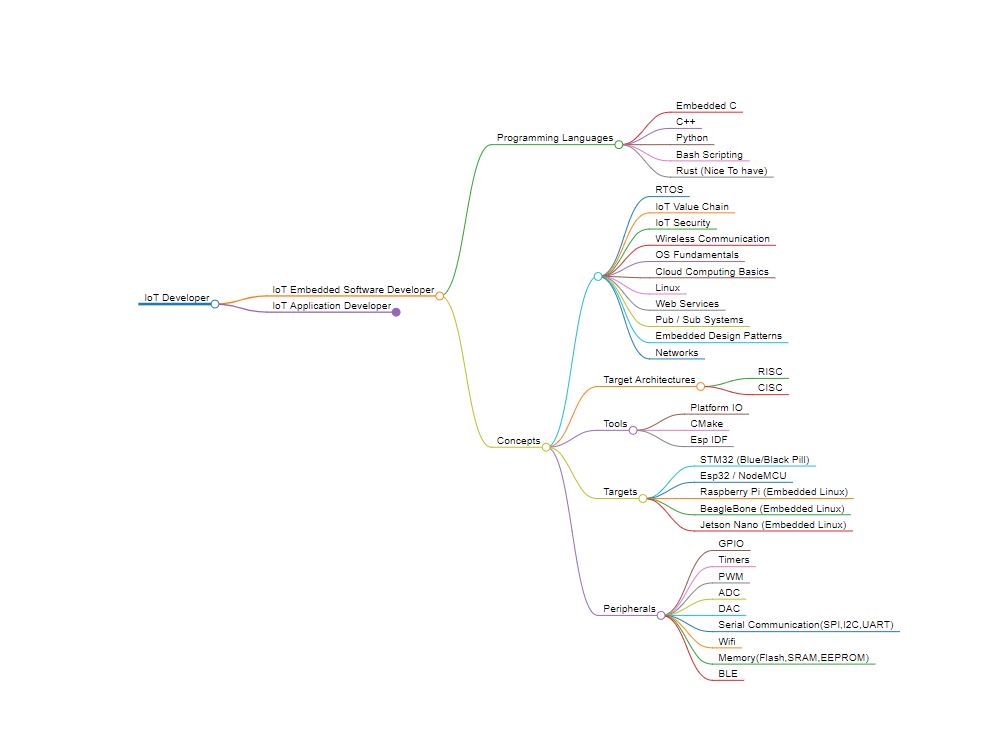 IoT Developer
IoT Embedded Software Developer
IoT Application Developer
Programming Languages
Embedded C
C++
Python
Bash Scripting
Rust (Nice To have)
Concepts
RTOS
IoT Value Chain
IoT Security
Wireless Communication
OS Fundamentals
Cloud Computing Basics
Linux
Web Services
Pub / Sub Systems
Embedded Design Patterns
Networks
Target Architectures
RISC
CISC
Tools
Platform IO
CMake
Esp IDF
Targets
STM32 (Blue/Black Pill)
Esp32 / NodeMCU
Raspberry Pi (Embedded Linux)
BeagleBone (Embedded Linux)
Jetson Nano (Embedded Linux)
Peripherals
GPIO
Timers
PWM
ADC
DAC
Serial Communication(SPI,I2C,UART)
Wifi
Memory(Flash,SRAM,EEPROM)
BLE